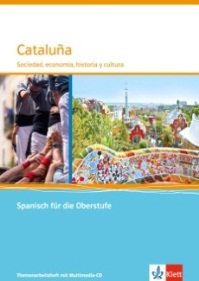 Cataluña
Sociedad, economía, historia y cultura
Spanisch für die Oberstufe
Themenarbeitsheft mit Multimedia-CD
Klett